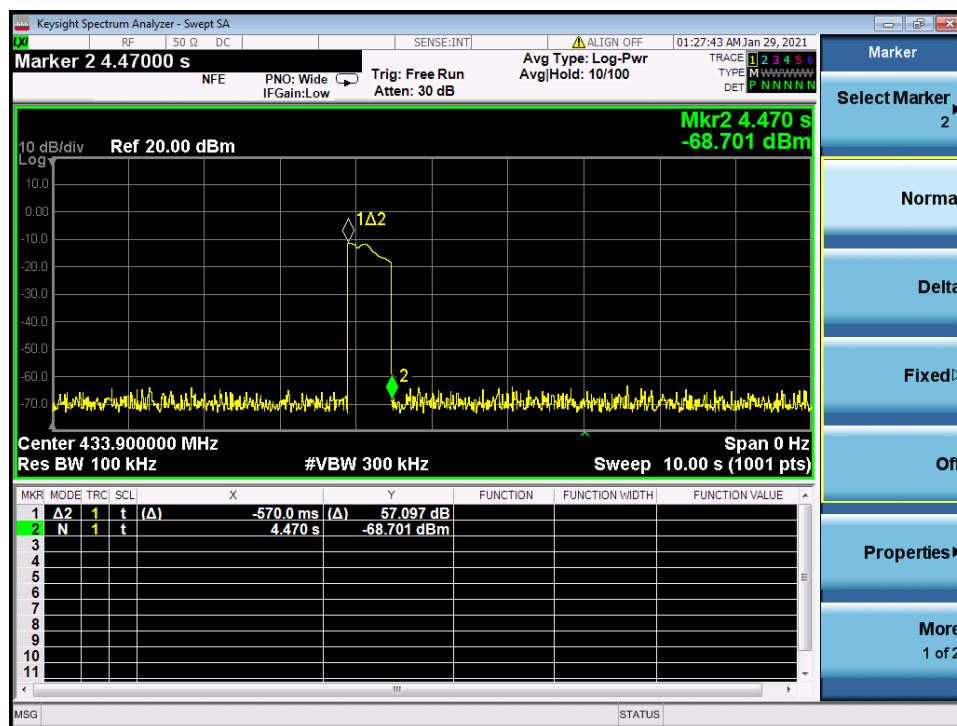 Keysight Spectrum Analyzer - Swept SA
LXI RF 50 Ω DC SENSE:INT ALIGN OFF 01:27:43 AM Jan 29, 2021
Marker 2 4.47000 s
NFE
PNO: Wide
IFGain:Low
Trig: Free Run
Atten: 30 dB
Avg Type: Log-Pwr
Avg|Hold: 10/100
TRACE 1 2 3 4 5 6
TYPE M W W W W W
DET P N N N N N
Mkr2 4.470 s
-68.701 dBm
10 dB/div Ref 20.00 dBm
Log
10.0
0.00
-10.0
-20.0
-30.0
-40.0
-50.0
-60.0
-70.0
1Δ2
2
Center 433.900000 MHz Span 0 Hz
Res BW 100 kHz #VBW 300 kHz Sweep 10.00 s (1001 pts)
MKR MODE TRC SCL X Y FUNCTION FUNCTION WIDTH FUNCTION VALUE
1 Δ2 1 t (Δ) -570.0 ms (Δ) 57.097 dB
2 N 1 t 4.470 s -68.701 dBm
3
4
5
6
7
8
9
10
11
MSG STATUS
Marker
Select Marker
2
Norma
Delta
Fixed
Off
Properties
More
1 of 2